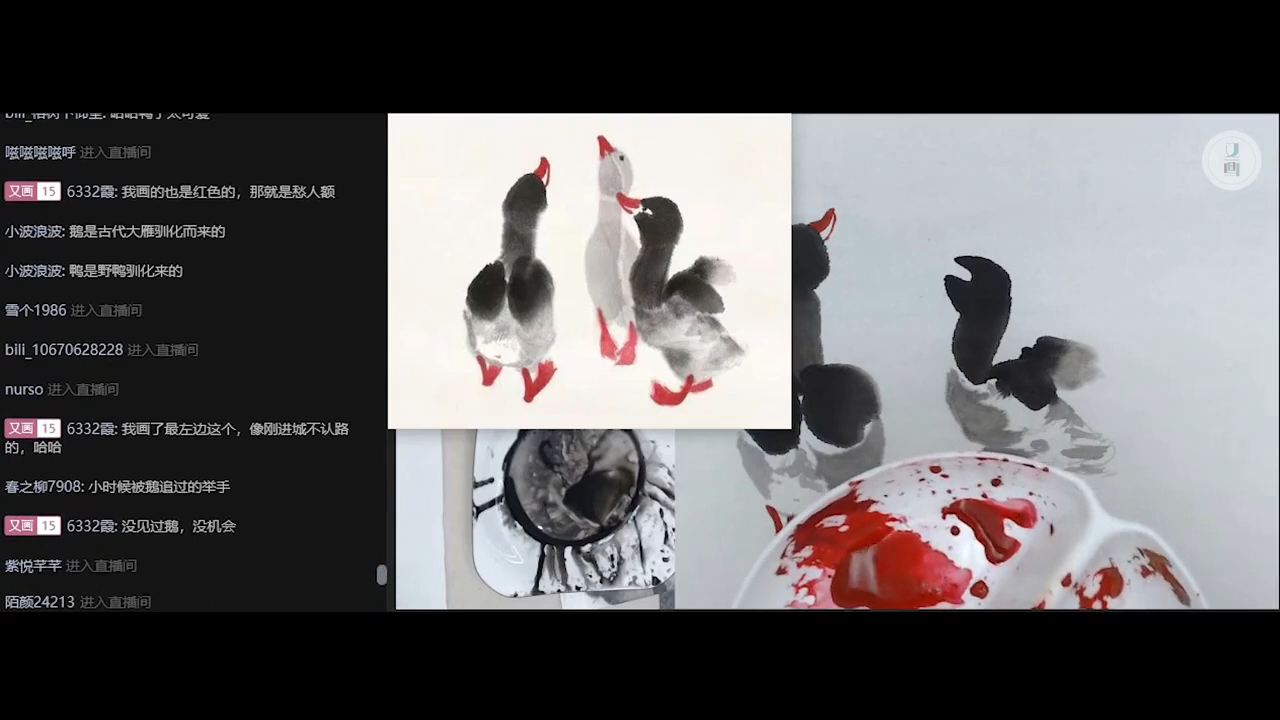 嗞嗞嗞嗞呼 进入直播间
又画 15 6332霞: 我画的也是红色的，那就是愁人额
小波浪波: 鹅是古代大雁驯化而来的
小波浪波: 鸭是野鸭驯化来的
雪个1986 进入直播间
bili_10670628228 进入直播间
nurso 进入直播间
又画 15 6332霞: 我画了最左边这个，像刚进城不认路
的，哈哈
春之柳7908: 小时候被鹅追过的举手
又画 15 6332霞: 没见过鹅，没机会
紫悦芊芊 进入直播间
陌颜24213 进入直播间